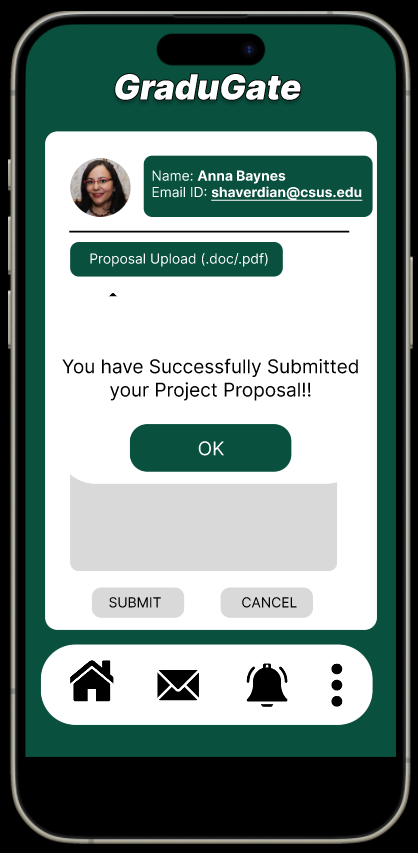 GraduGate
Name: Anna Baynes
Email ID: shaverdian@csus.edu
Proposal Upload (.doc/.pdf)
You have Successfully Submitted
your Project Proposal!!
OK
SUBMIT
CANCEL